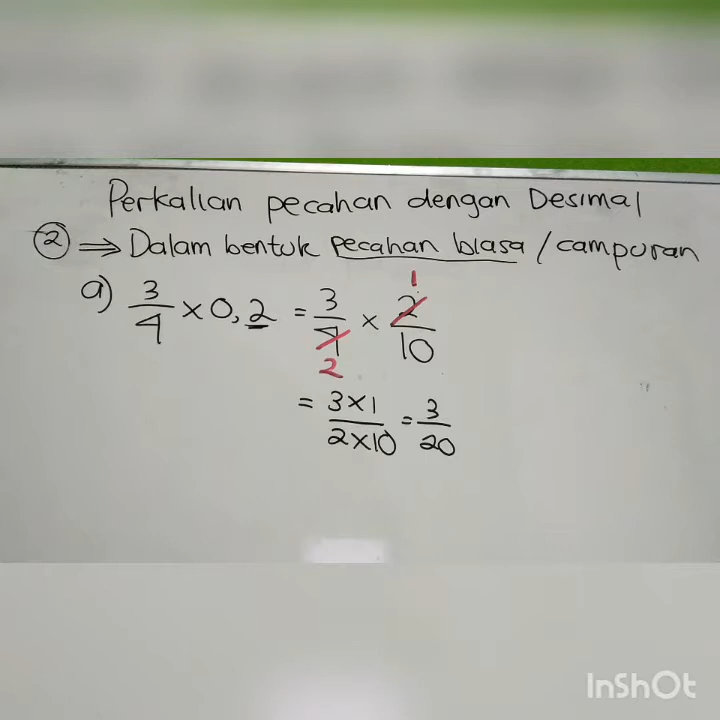 Perkalian pecahan dengan Desimal
② ⇒ Dalam bentuk pecahan biasa / campuran
a) 3/4 × 0,2 = 3/4 × 2/10
2 1
= 3×1/2×10 = 3/20
InShOt